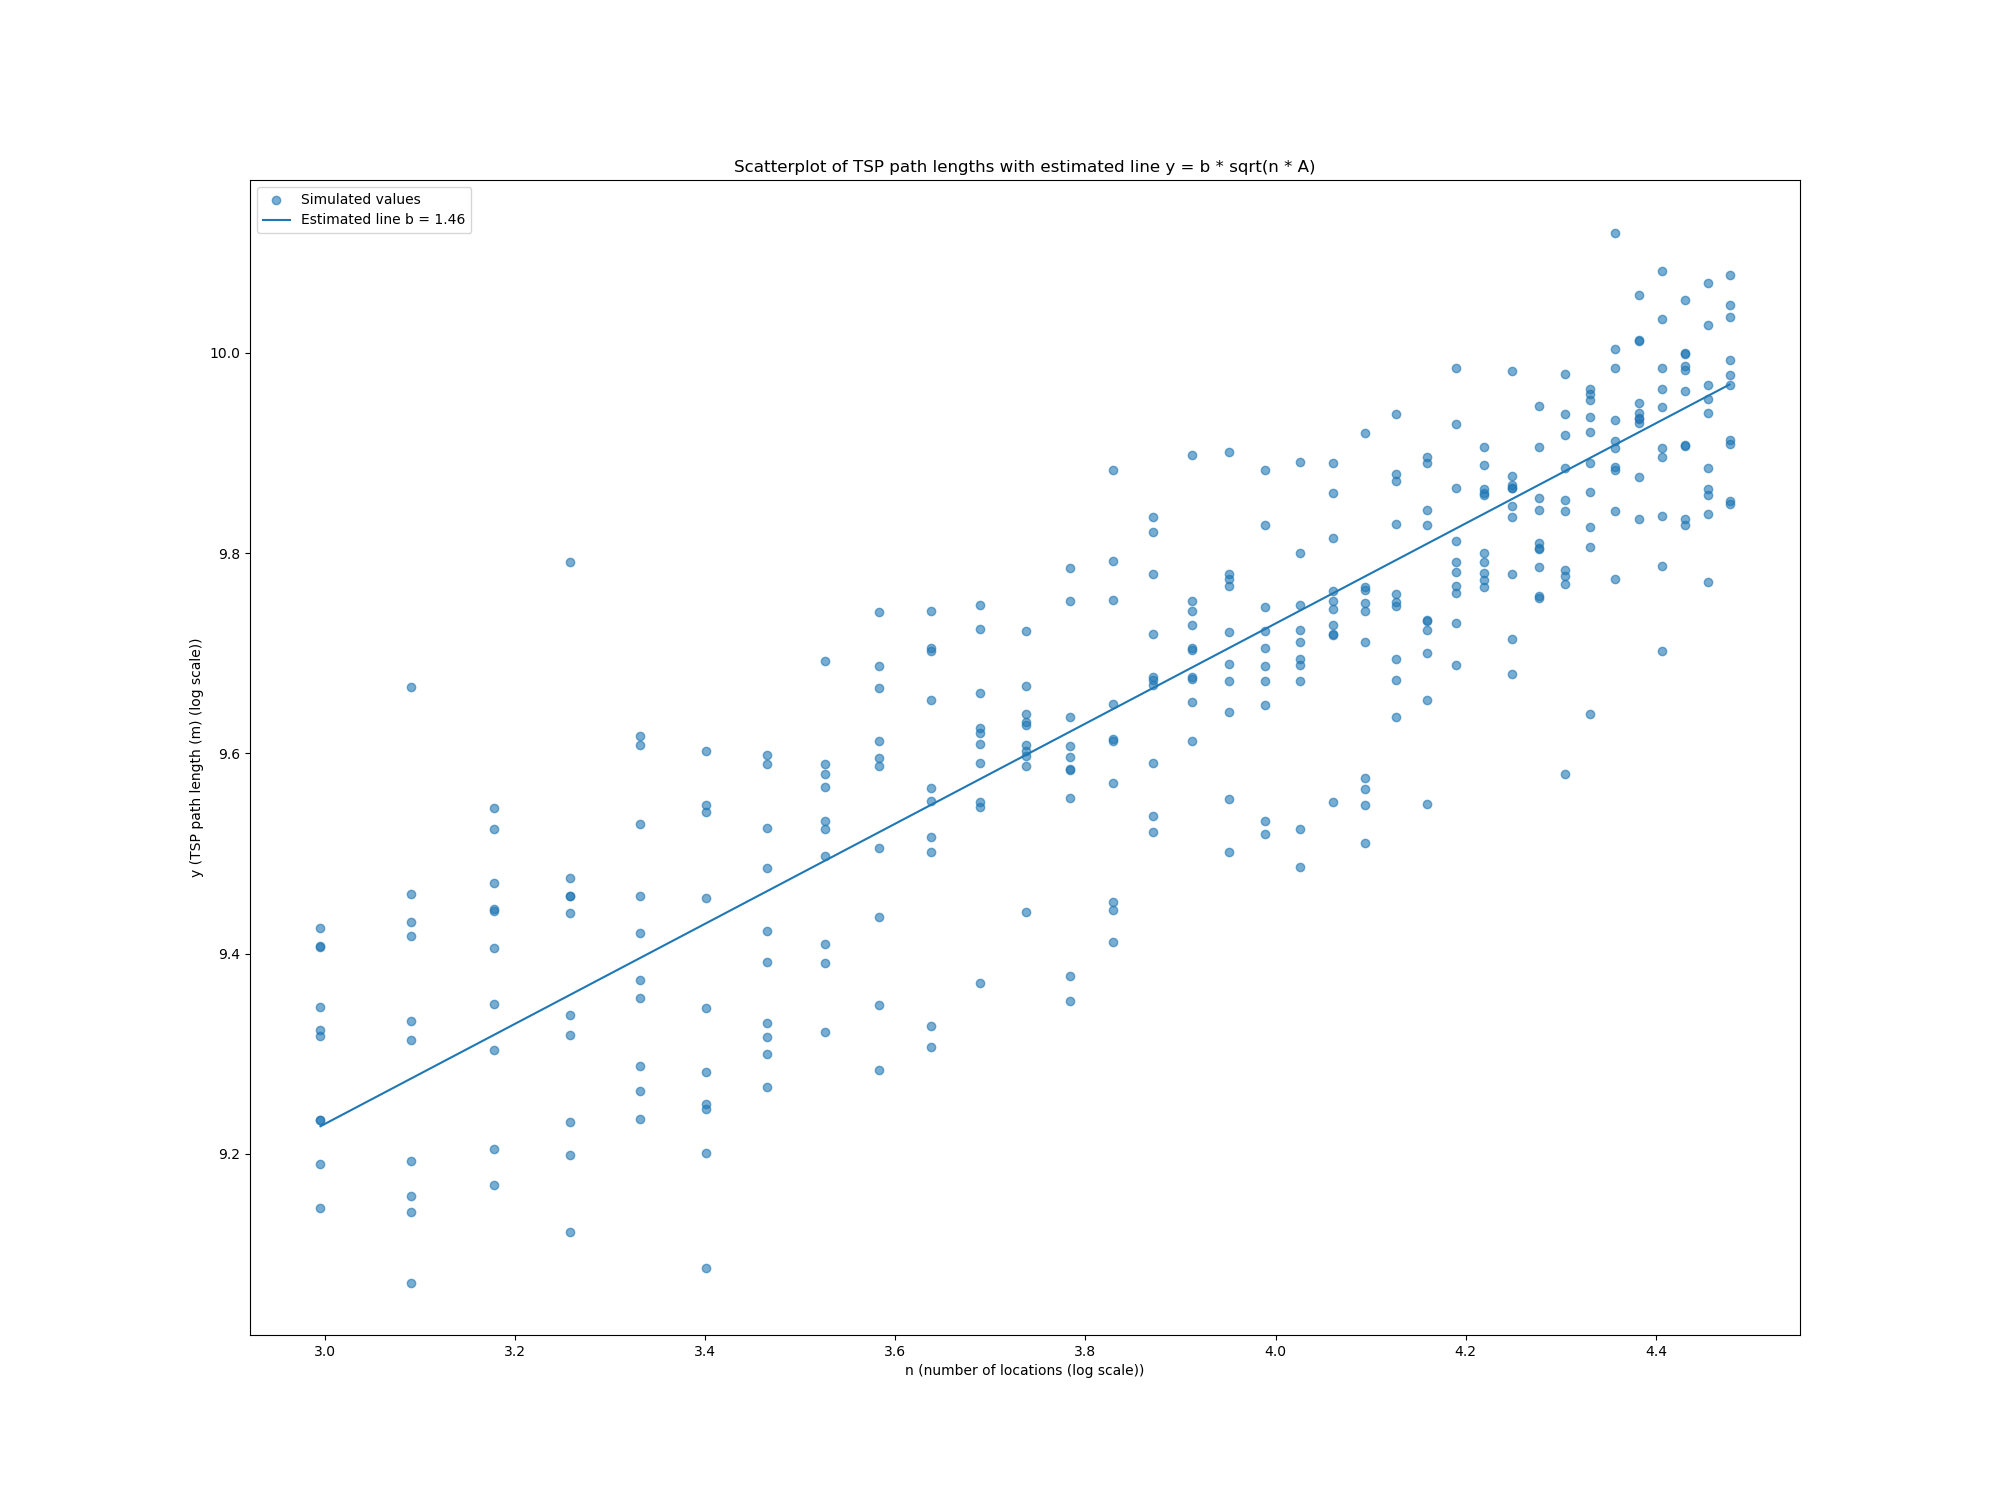 Scatterplot of TSP path lengths with estimated line y = b * sqrt(n * A)
Simulated values
Estimated line b = 1.46
10.0
9.8
9.6
9.4
9.2
y (TSP path length (m) (log scale))
3.0 3.2 3.4 3.6 3.8 4.0 4.2 4.4
n (number of locations (log scale))